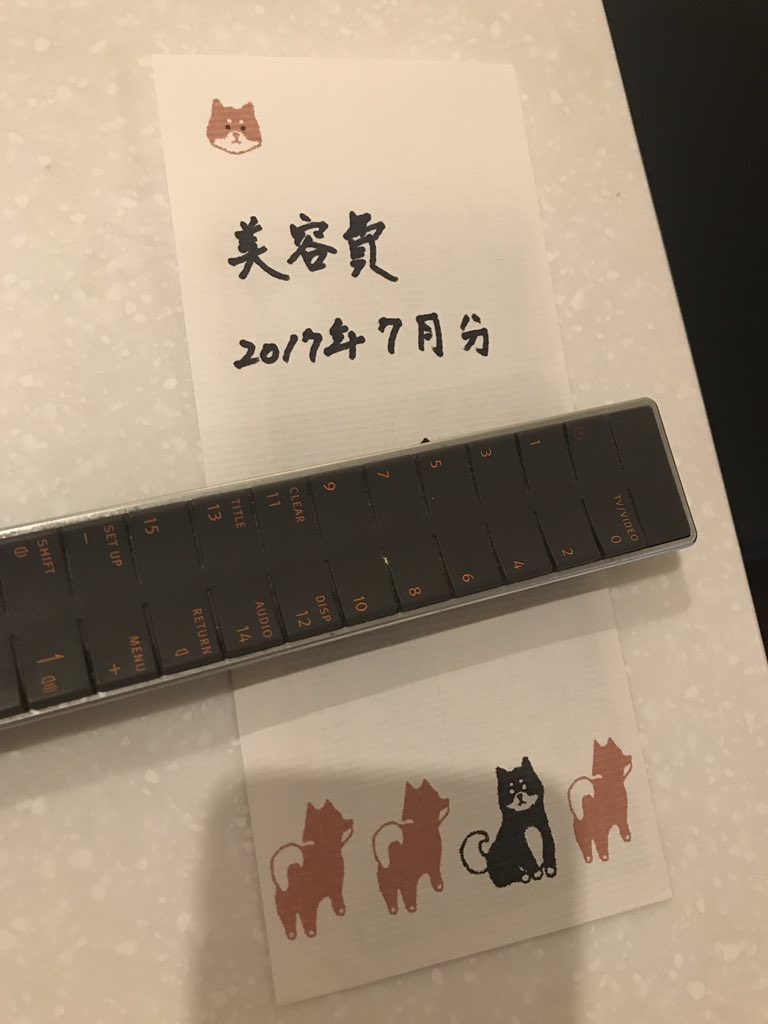 美容費
2017年7月分
TV/VIDEO
0
1
2
3
4
5
6
7
8
9
10
CLEAR
11
DISP
12
TITLE
13
AUDIO
14
15
RETURN
SET UP
−
MENU
+
SHIFT
1